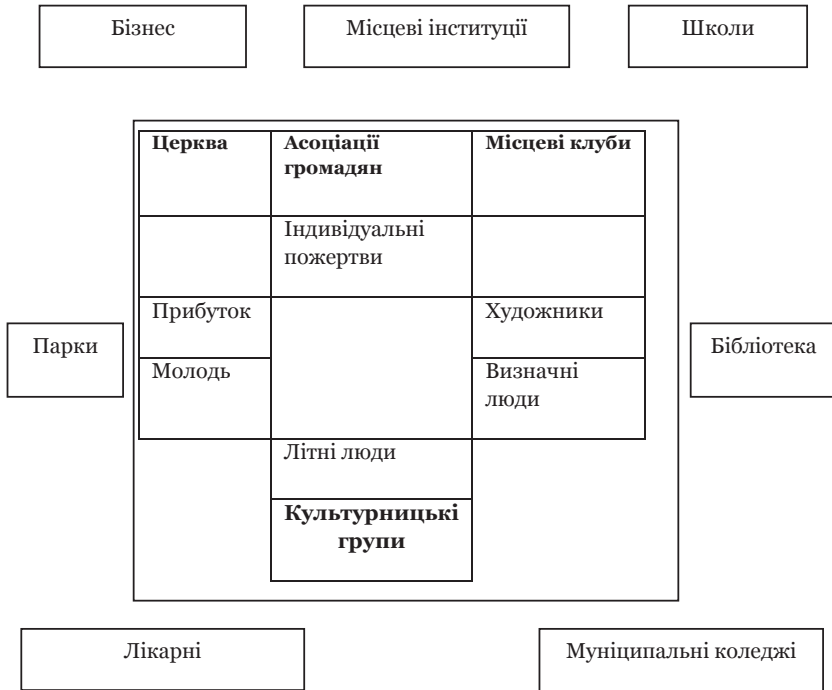 Бізнес
Місцеві інституції
Школи
Церква
Асоціації
громадян
Місцеві клуби
Індивідуальні
пожертви
Прибуток
Художники
Парки
Бібліотека
Молодь
Визначні
люди
Літні люди
Культурницькі
групи
Лікарні
Муніципальні коледжі